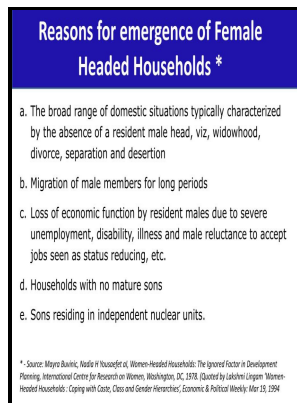 Reasons for emergence of Female
Headed Households *
a. The broad range of domestic situations typically characterized
by the absence of a resident male head, viz, widowhood,
divorce, separation and desertion
b. Migration of male members for long periods
c. Loss of economic function by resident males due to severe
unemployment, disability, illness and male reluctance to accept
jobs seen as status reducing, etc.
d. Households with no mature sons
e. Sons residing in independent nuclear units.
* - Source: Mayra Buvinic, Nadia H Yousaefet al, Women-Headed Households: The Ignored Factor in Development
Planning, International Centre for Research on Women, Washington, DC, 1978. (Quoted by Lakshmi Lingam 'Women-
Headed Households : Coping with Caste, Class and Gender Hierarchies', Economic & Political Weekly: Mar 19, 1994